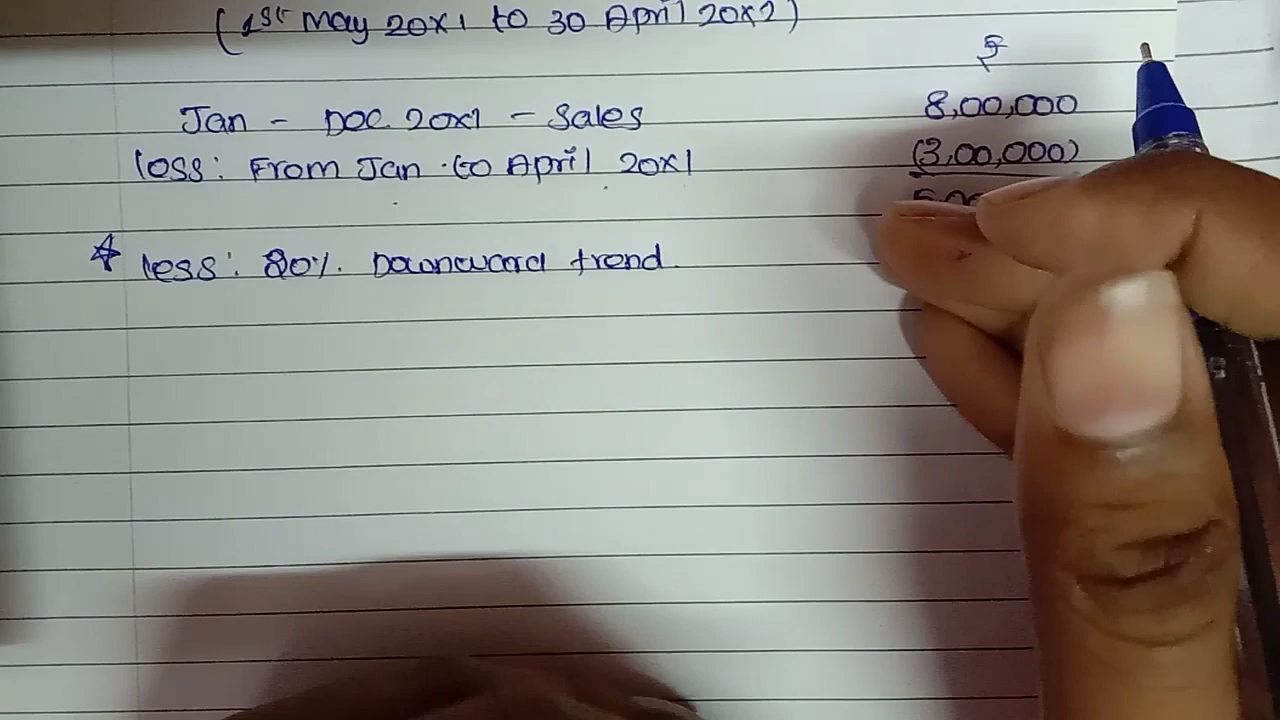 (1st May 20x1 to 30 April 20x2)
₹
Jan - Dec 20x1 - Sales 8,00,000
less: From Jan to April 20x1 (3,00,000)
☆ less: 80%. Downward trend